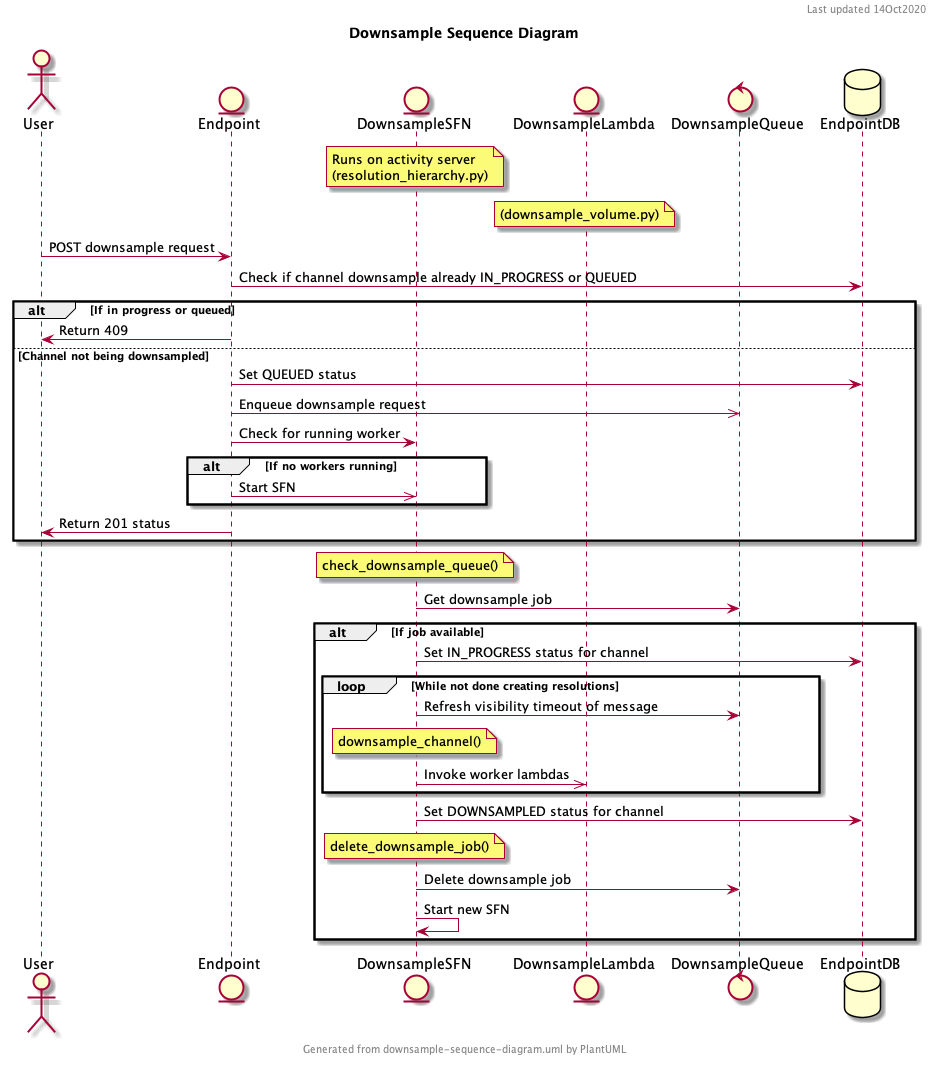 Last updated 14Oct2020
Downsample Sequence Diagram
User
Endpoint
DownsampleSFN
DownsampleLambda
DownsampleQueue
EndpointDB
Runs on activity server
(resolution_hierarchy.py)
(downsample_volume.py)
POST downsample request
Check if channel downsample already IN_PROGRESS or QUEUED
alt
[If in progress or queued]
Return 409
[Channel not being downsampled]
Set QUEUED status
Enqueue downsample request
Check for running worker
alt
[If no workers running]
Start SFN
Return 201 status
check_downsample_queue()
Get downsample job
alt
[If job available]
Set IN_PROGRESS status for channel
loop
[While not done creating resolutions]
Refresh visibility timeout of message
downsample_channel()
Invoke worker lambdas
Set DOWNSAMPLED status for channel
delete_downsample_job()
Delete downsample job
Start new SFN
User
Endpoint
DownsampleSFN
DownsampleLambda
DownsampleQueue
EndpointDB
Generated from downsample-sequence-diagram.uml by PlantUML